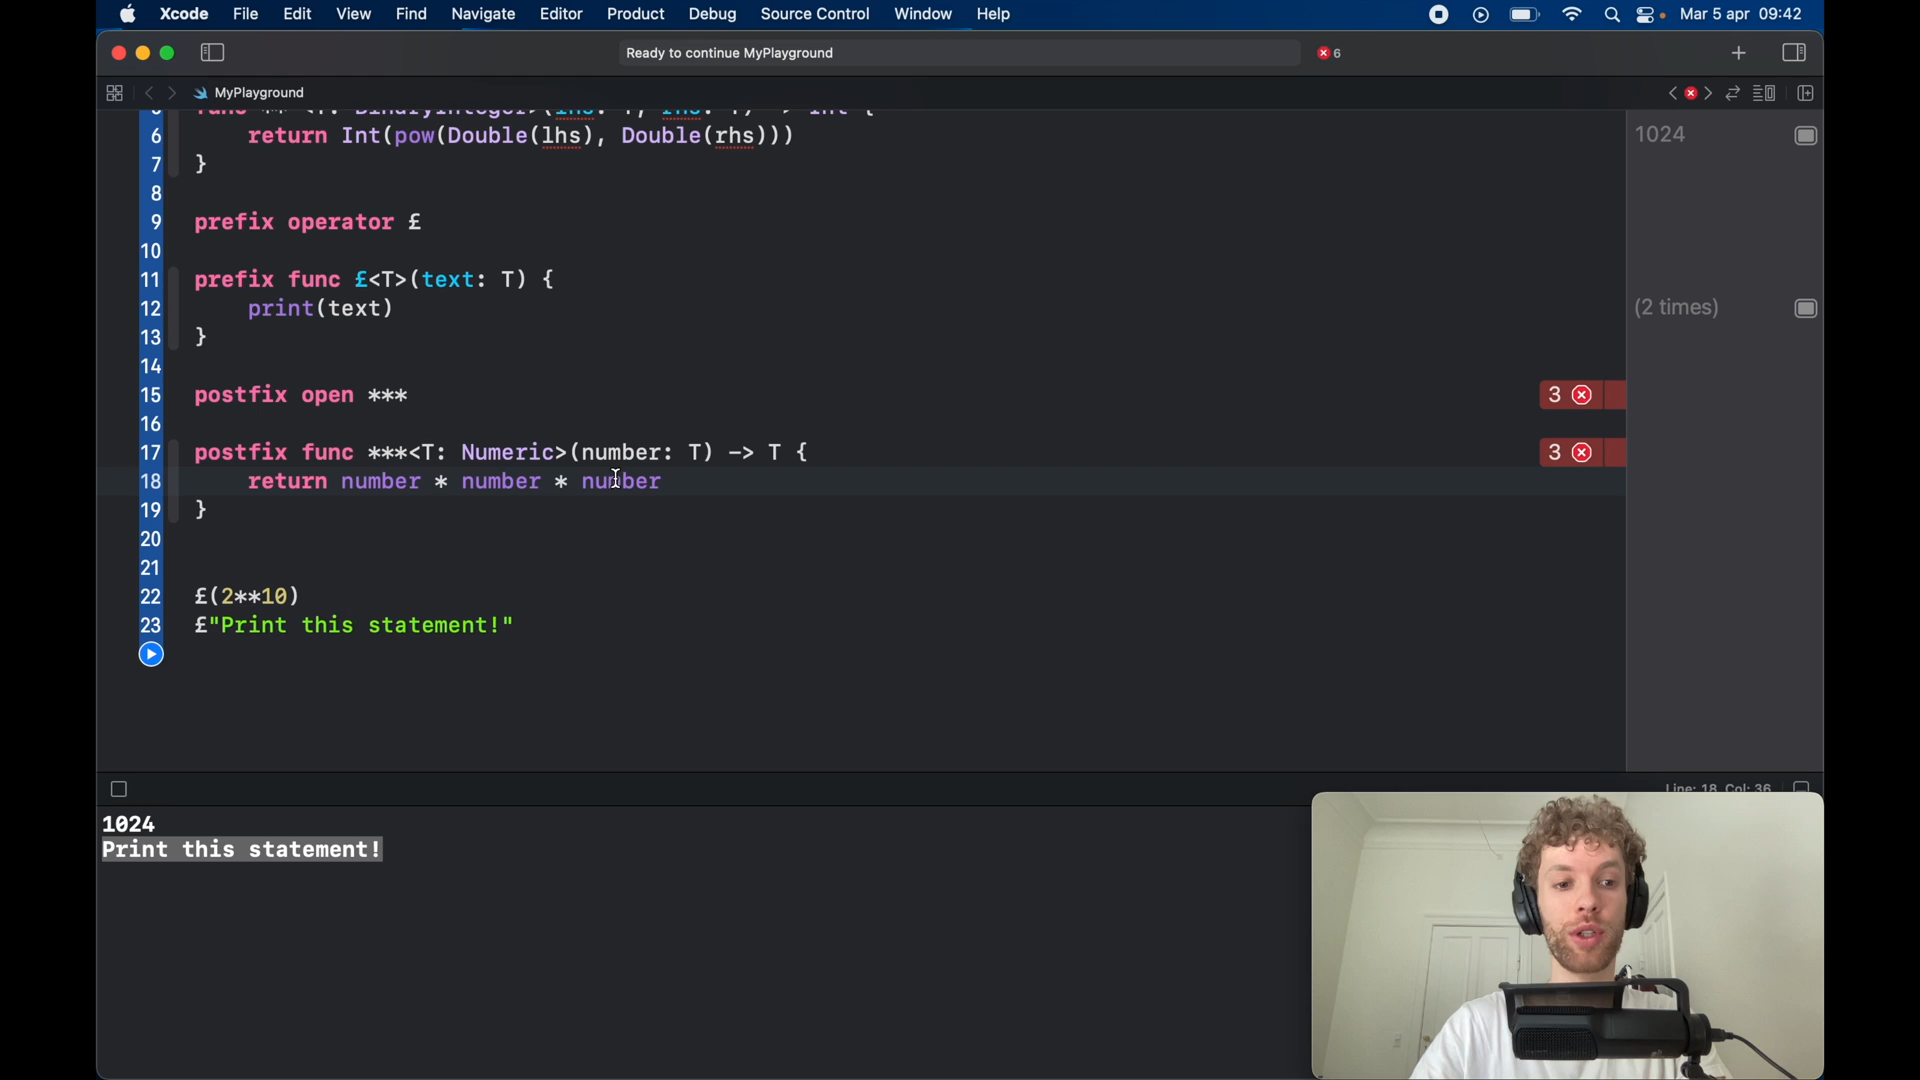 Xcode File Edit View Find Navigate Editor Product Debug Source Control Window Help Mar 5 apr 09:42
Ready to continue MyPlayground 6
MyPlayground
6 return Int(pow(Double(lhs), Double(rhs))) 1024
7 }
8
9 prefix operator £
10
11 prefix func £<T>(text: T) {
12 print(text) (2 times)
13 }
14
15 postfix open *** 3
16
17 postfix func ***<T: Numeric>(number: T) -> T { 3
18 return number * number * number
19 }
20
21
22 £(2**10)
23 £"Print this statement!"
Line: 18 Col: 36
1024
Print this statement!